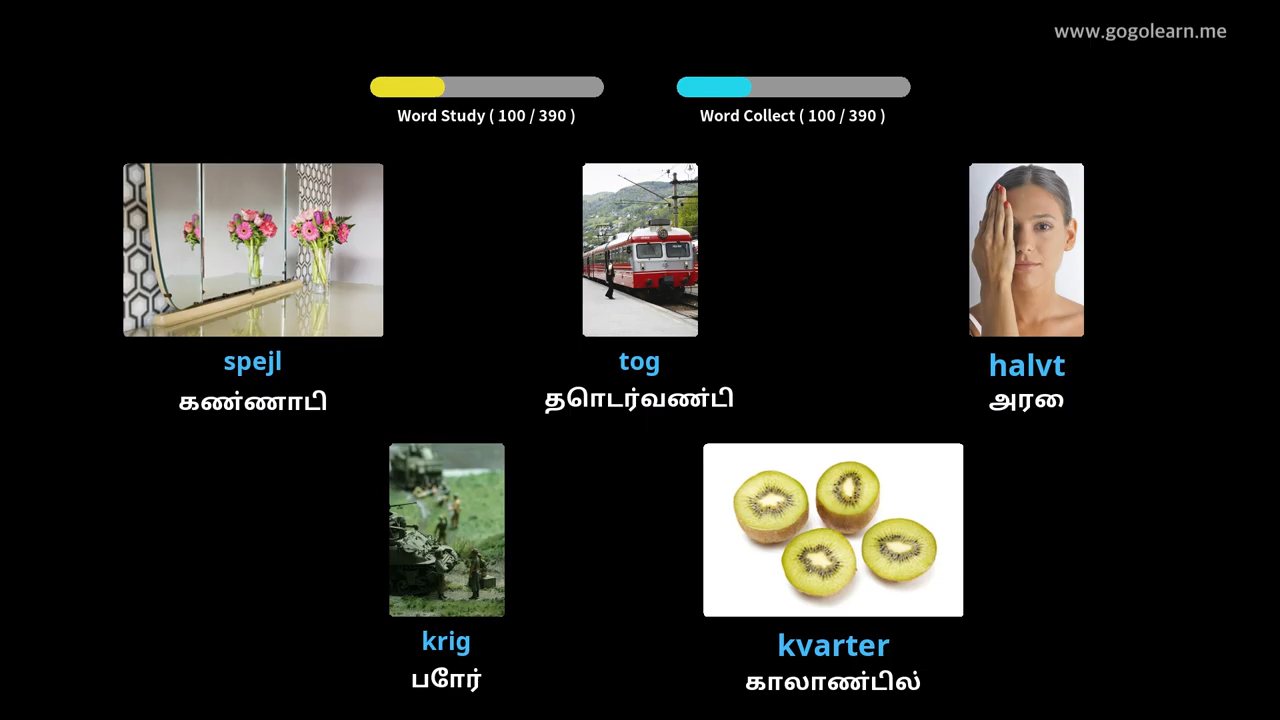 www.gogolearn.me
Word Study ( 100 / 390 )
Word Collect ( 100 / 390 )
spejl
கண்ணாடி
tog
தொடர்வண்டி
halvt
அரை
krig
போர்
kvarter
காலாண்டில்